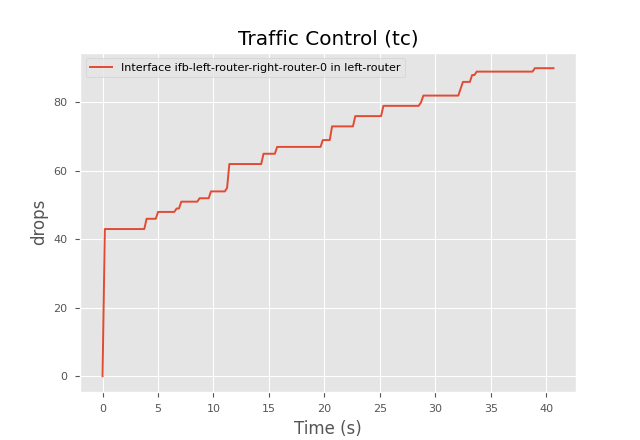 Traffic Control (tc)
Interface ifb-left-router-right-router-0 in left-router
80
60
40
20
0
drops
0 5 10 15 20 25 30 35 40
Time (s)